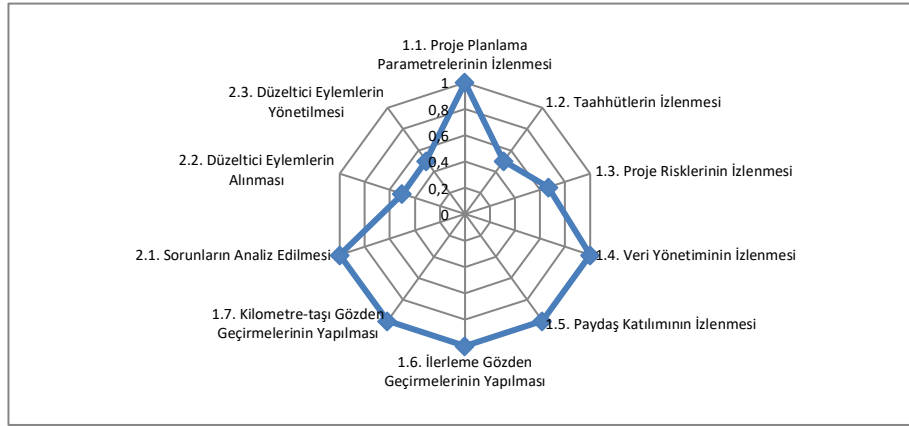 1.1. Proje Planlama
Parametrelerinin İzlenmesi
1.2. Taahhütlerin İzlenmesi
1.3. Proje Risklerinin İzlenmesi
1.4. Veri Yönetiminin İzlenmesi
1.5. Paydaş Katılımının İzlenmesi
1.6. İlerleme Gözden
Geçirmelerinin Yapılması
1.7. Kilometre-taşı Gözden
Geçirmelerinin Yapılması
2.1. Sorunların Analiz Edilmesi
2.2. Düzeltici Eylemlerin
Alınması
2.3. Düzeltici Eylemlerin
Yönetilmesi
1
0,8
0,6
0,4
0,2
0